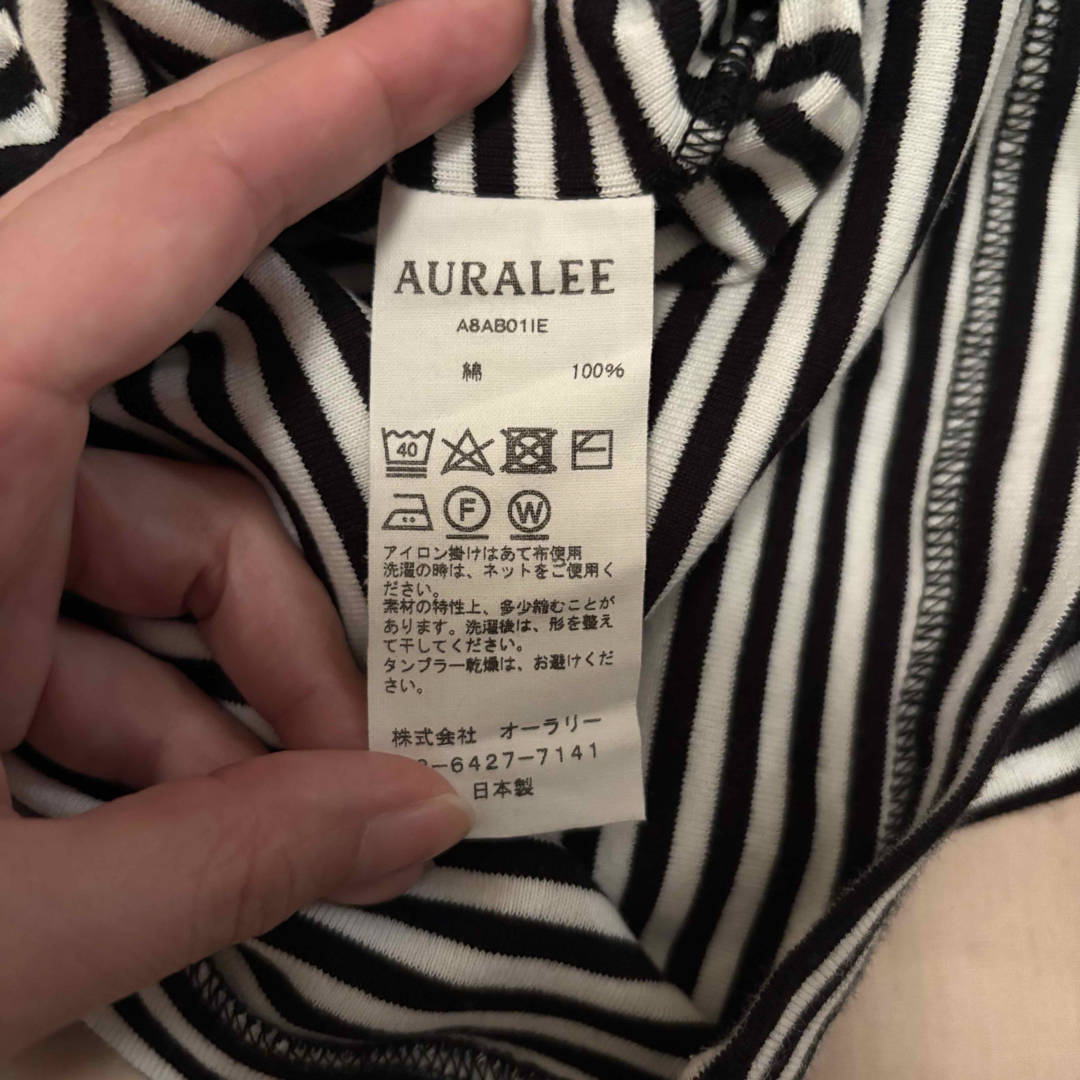 AURALEE
A8AB01IE
綿 100%
40
F W
アイロン掛けはあて布使用
洗濯の時は、ネットをご使用く
ださい。
素材の特性上、多少縮むことが
あります。洗濯後は、形を整え
て干してください。
タンブラー乾燥は、お避けくだ
さい。
株式会社 オーラリー
-6427-7141
日本製